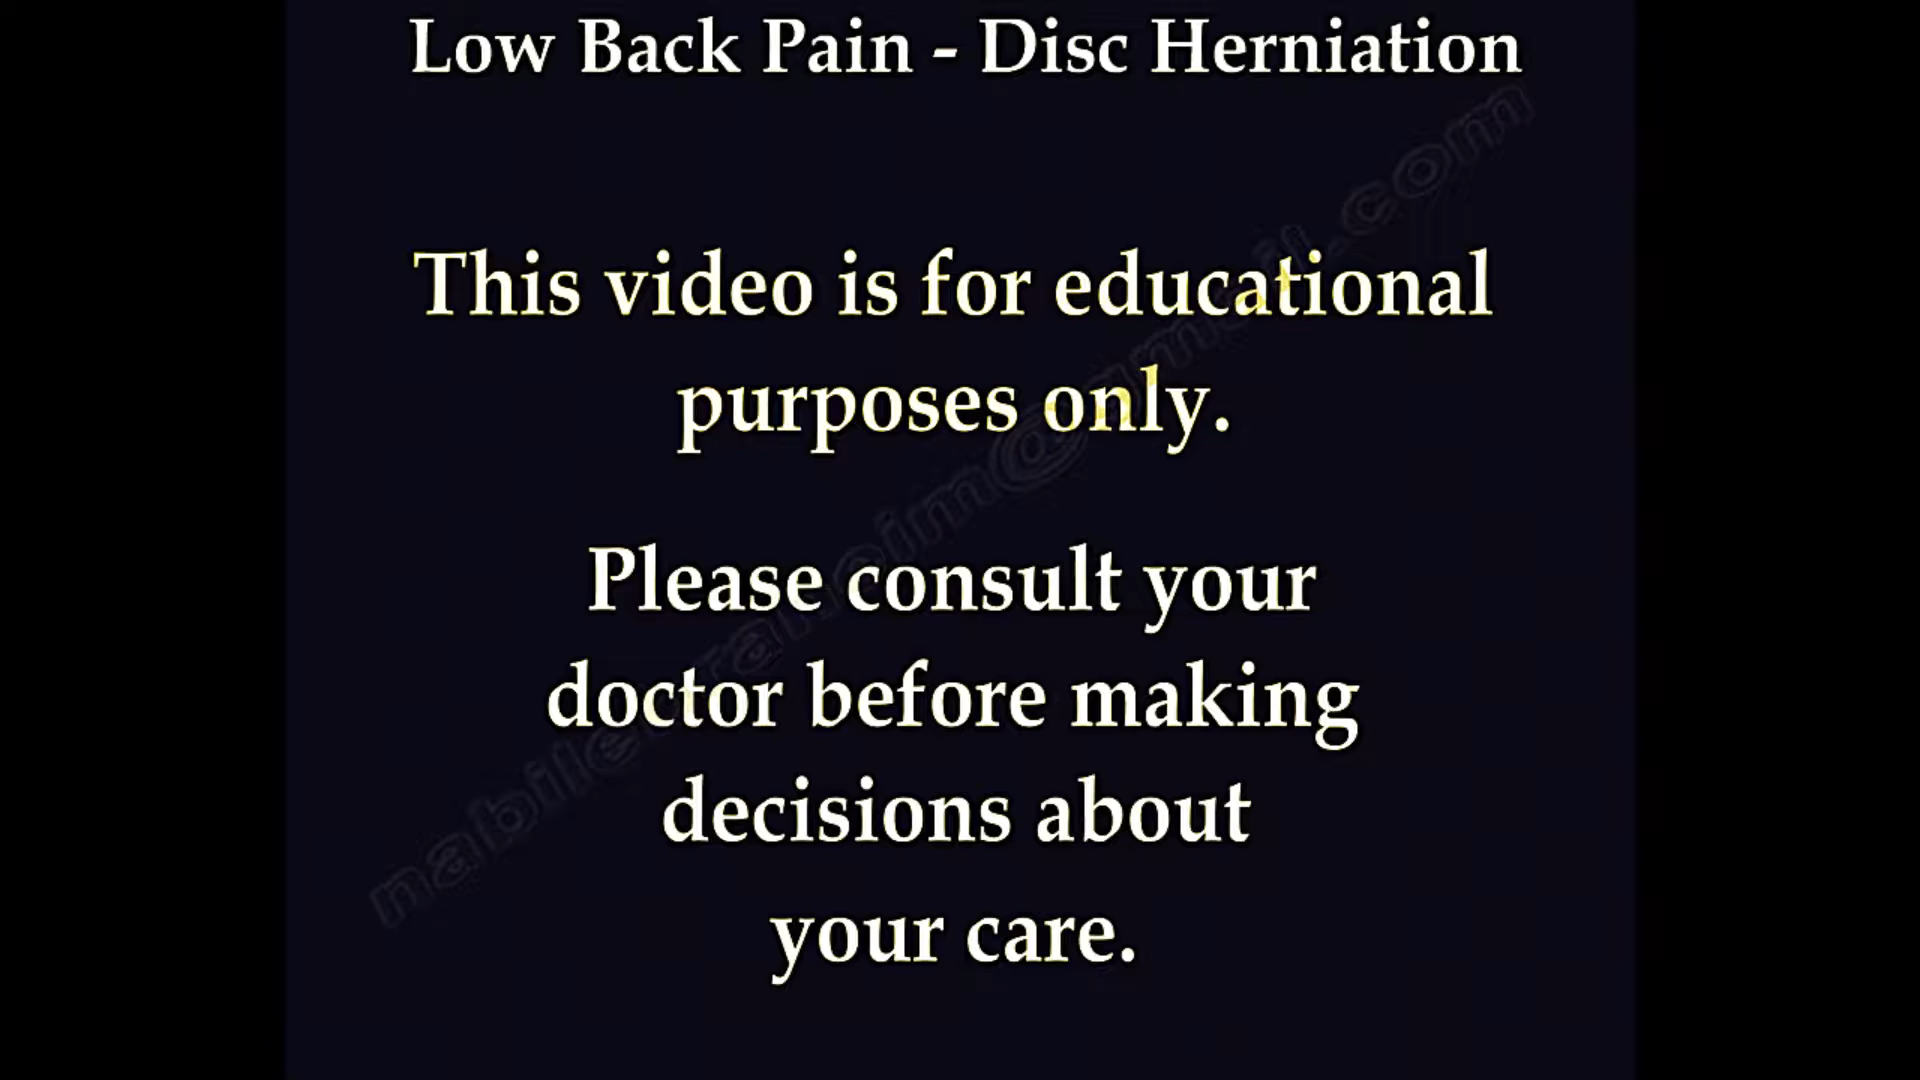 Low Back Pain - Disc Herniation
This video is for educational
purposes only.
Please consult your
doctor before making
decisions about
your care.